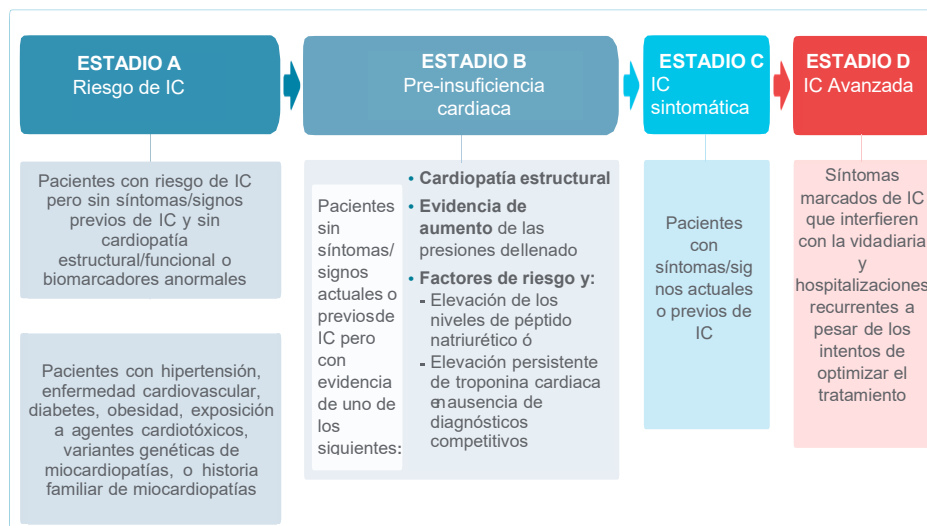 ESTADIO A
Riesgo de IC
ESTADIO B
Pre-insuficiencia
cardiaca
ESTADIO C
IC
sintomática
ESTADIO D
IC Avanzada
Pacientes con riesgo de IC
pero sin síntomas/signos
previos de IC y sin
cardiopatía
estructural/funcional o
biomarcadores anormales
Pacientes con hipertensión,
enfermedad cardiovascular,
diabetes, obesidad, exposición
a agentes cardiotóxicos,
variantes genéticas de
miocardiopatías, o historia
familiar de miocardiopatías
Pacientes
sin
síntomas/
signos
actuales o
previosde
IC pero
con
evidencia
de uno de
los
siguientes:
• Cardiopatía estructural
• Evidencia de
aumento de las
presiones dellenado
• Factores de riesgo y:
- Elevación de los
niveles de péptido
natriurético ó
- Elevación persistente
de troponina cardiaca
en ausencia de
diagnósticos
competitivos
Pacientes
con
síntomas/sig
nos actuales
o previos de
IC
Síntomas
marcados de IC
que interfieren
con la vidadiaria
y
hospitalizaciones
recurrentes a
pesar de los
intentos de
optimizar el
tratamiento